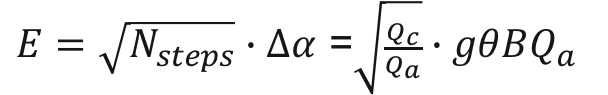 E = √N_steps · Δα = √(Q_c/Q_a) · gθBQ_a